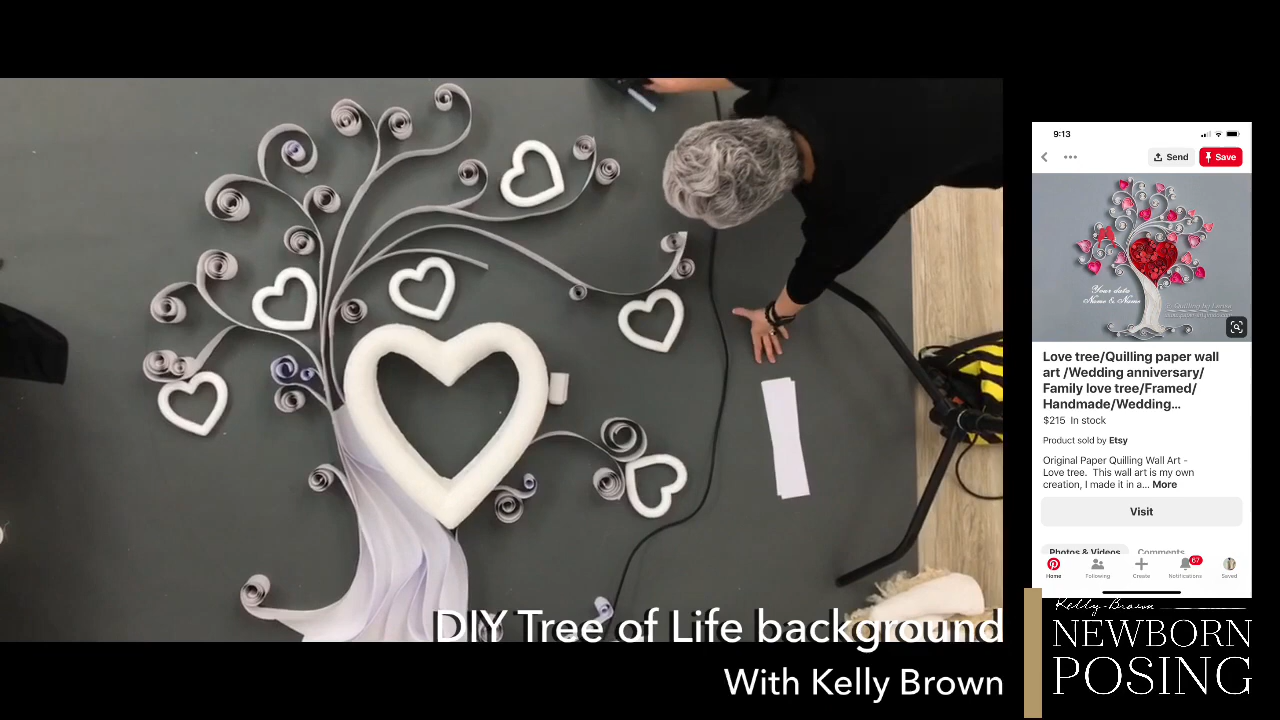 9:13
Send
Save
Your date
Name & Name
Love tree/Quilling paper wall
art /Wedding anniversary/
Family love tree/Framed/
Handmade/Wedding...
$215 In stock
Product sold by Etsy
Original Paper Quilling Wall Art -
Love tree. This wall art is my own
creation, I made it in a... More
Visit
Photos & Videos
Comments
67
Home
Following
Create
Notifications
Saved
DIY Tree of Life background
With Kelly Brown
Kelly Brown
NEWBORN
POSING